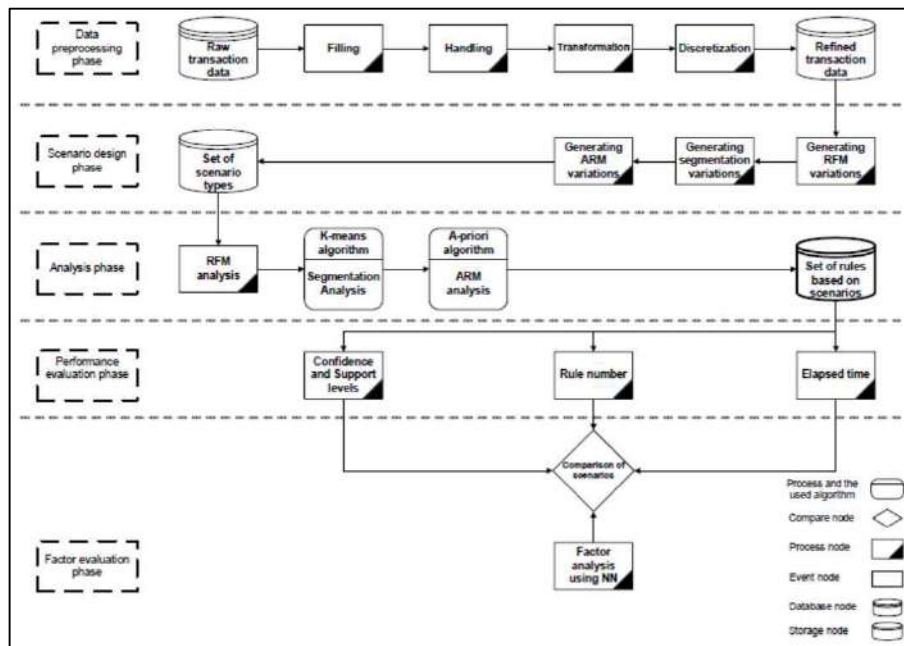 Data
preprocessing
phase
Raw
transaction
data
Filling
Handling
Transformation
Discretization
Refined
transaction
data
Scenario design
phase
Set of
scenario
types
Generating
ARM
variations
Generating
segmentation
variations
Generating
RFM
variations
Analysis phase
RFM
analysis
K-means
algorithm
Segmentation
Analysis
A-priori
algorithm
ARM
analysis
Set of rules
based on
scenarios
Performance
evaluation phase
Confidence
and Support
levels
Rule number
Elapsed time
Comparison of
scenarios
Factor evaluation
phase
Factor
analysis
using NN
Process and the
used algorithm
Compare node
Process node
Event node
Database node
Storage node